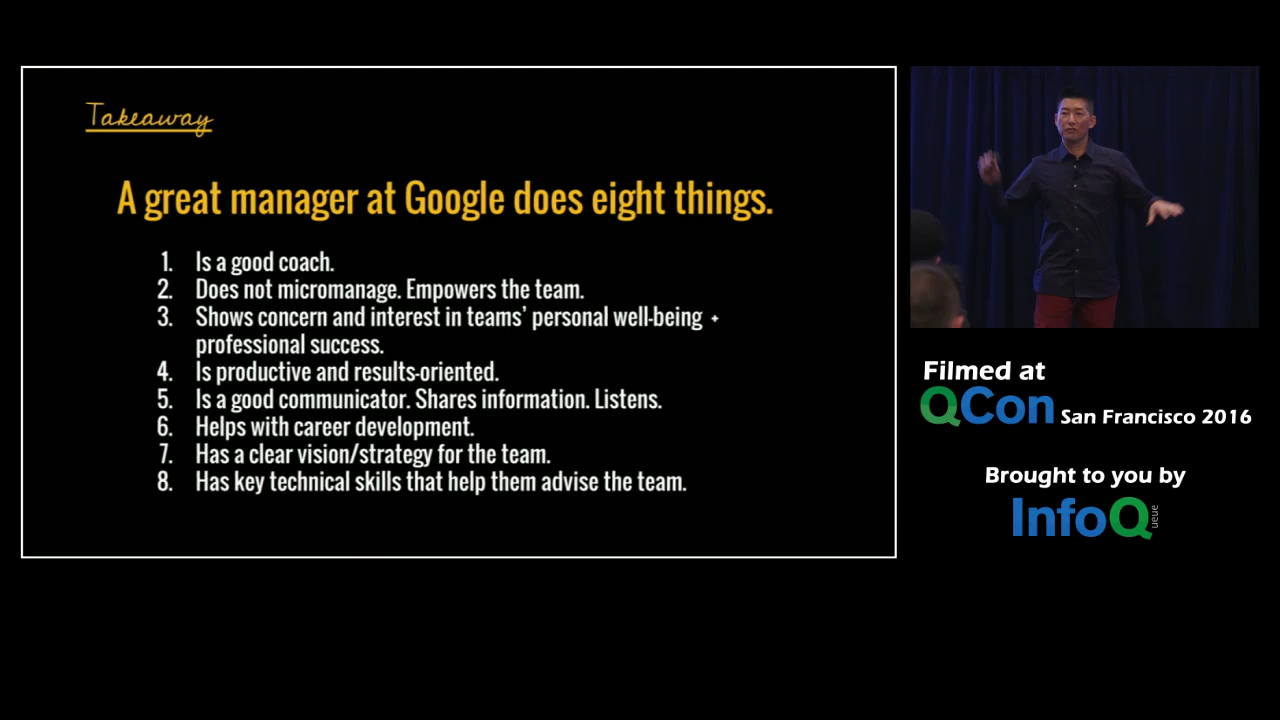 Takeaway
A great manager at Google does eight things.
1. Is a good coach.
2. Does not micromanage. Empowers the team.
3. Shows concern and interest in teams’ personal well-being +
professional success.
4. Is productive and results-oriented.
5. Is a good communicator. Shares information. Listens.
6. Helps with career development.
7. Has a clear vision/strategy for the team.
8. Has key technical skills that help them advise the team.
Filmed at
QCon San Francisco 2016
Brought to you by
InfoQ
ueue